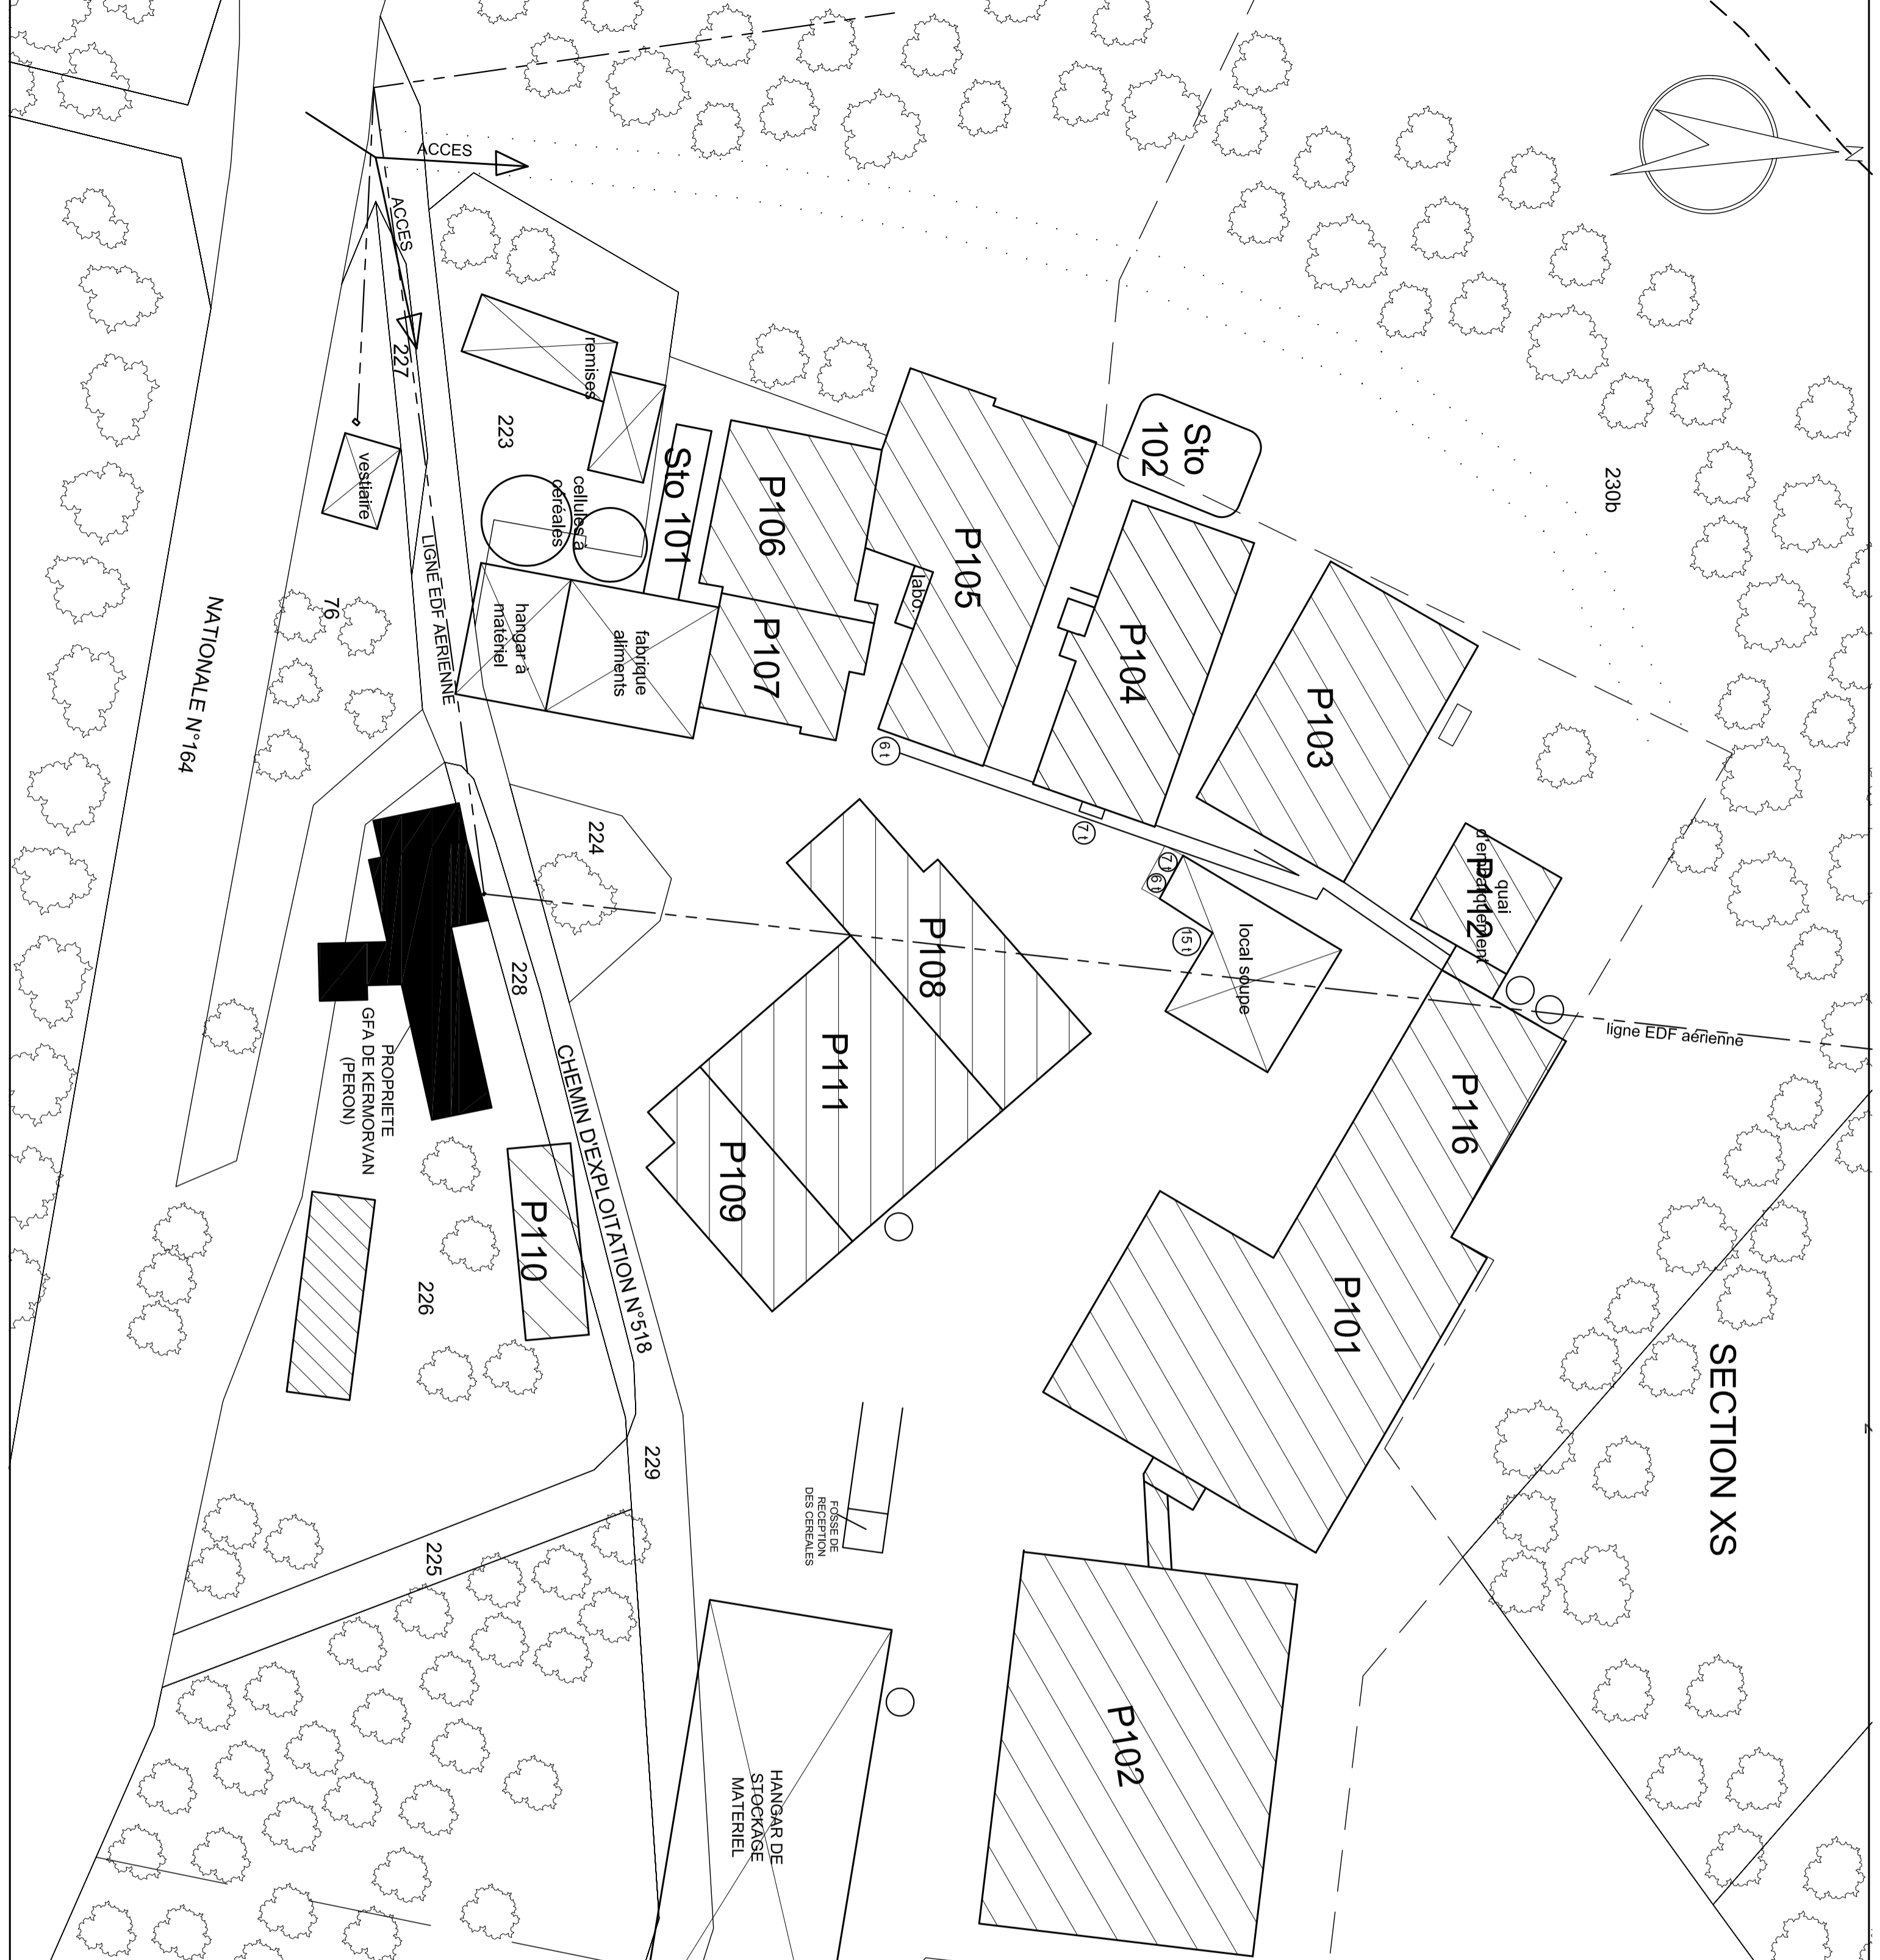 ACCES
ACCES
227
remises
223
vestiaire
cellules à
céréales
Sto 101
Sto
102
230b
P106
P105
labo.
P104
P103
P107
LIGNE EDF AERIENNE
hangar à
matériel
fabrique
aliments
76
NATIONALE N°164
6 t
7 t
7 t
6 t
15 t
quai
d'embarquement
P112
224
P108
local soupe
ligne EDF aérienne
228
PROPRIETE
GFA DE KERMORVAN
(PERON)
P111
P116
CHEMIN D'EXPLOITATION N°518
P109
P110
226
P101
SECTION XS
229
FOSSE DE
RECEPTION
DES CEREALES
225
P102
HANGAR DE
STOCKAGE
MATERIEL